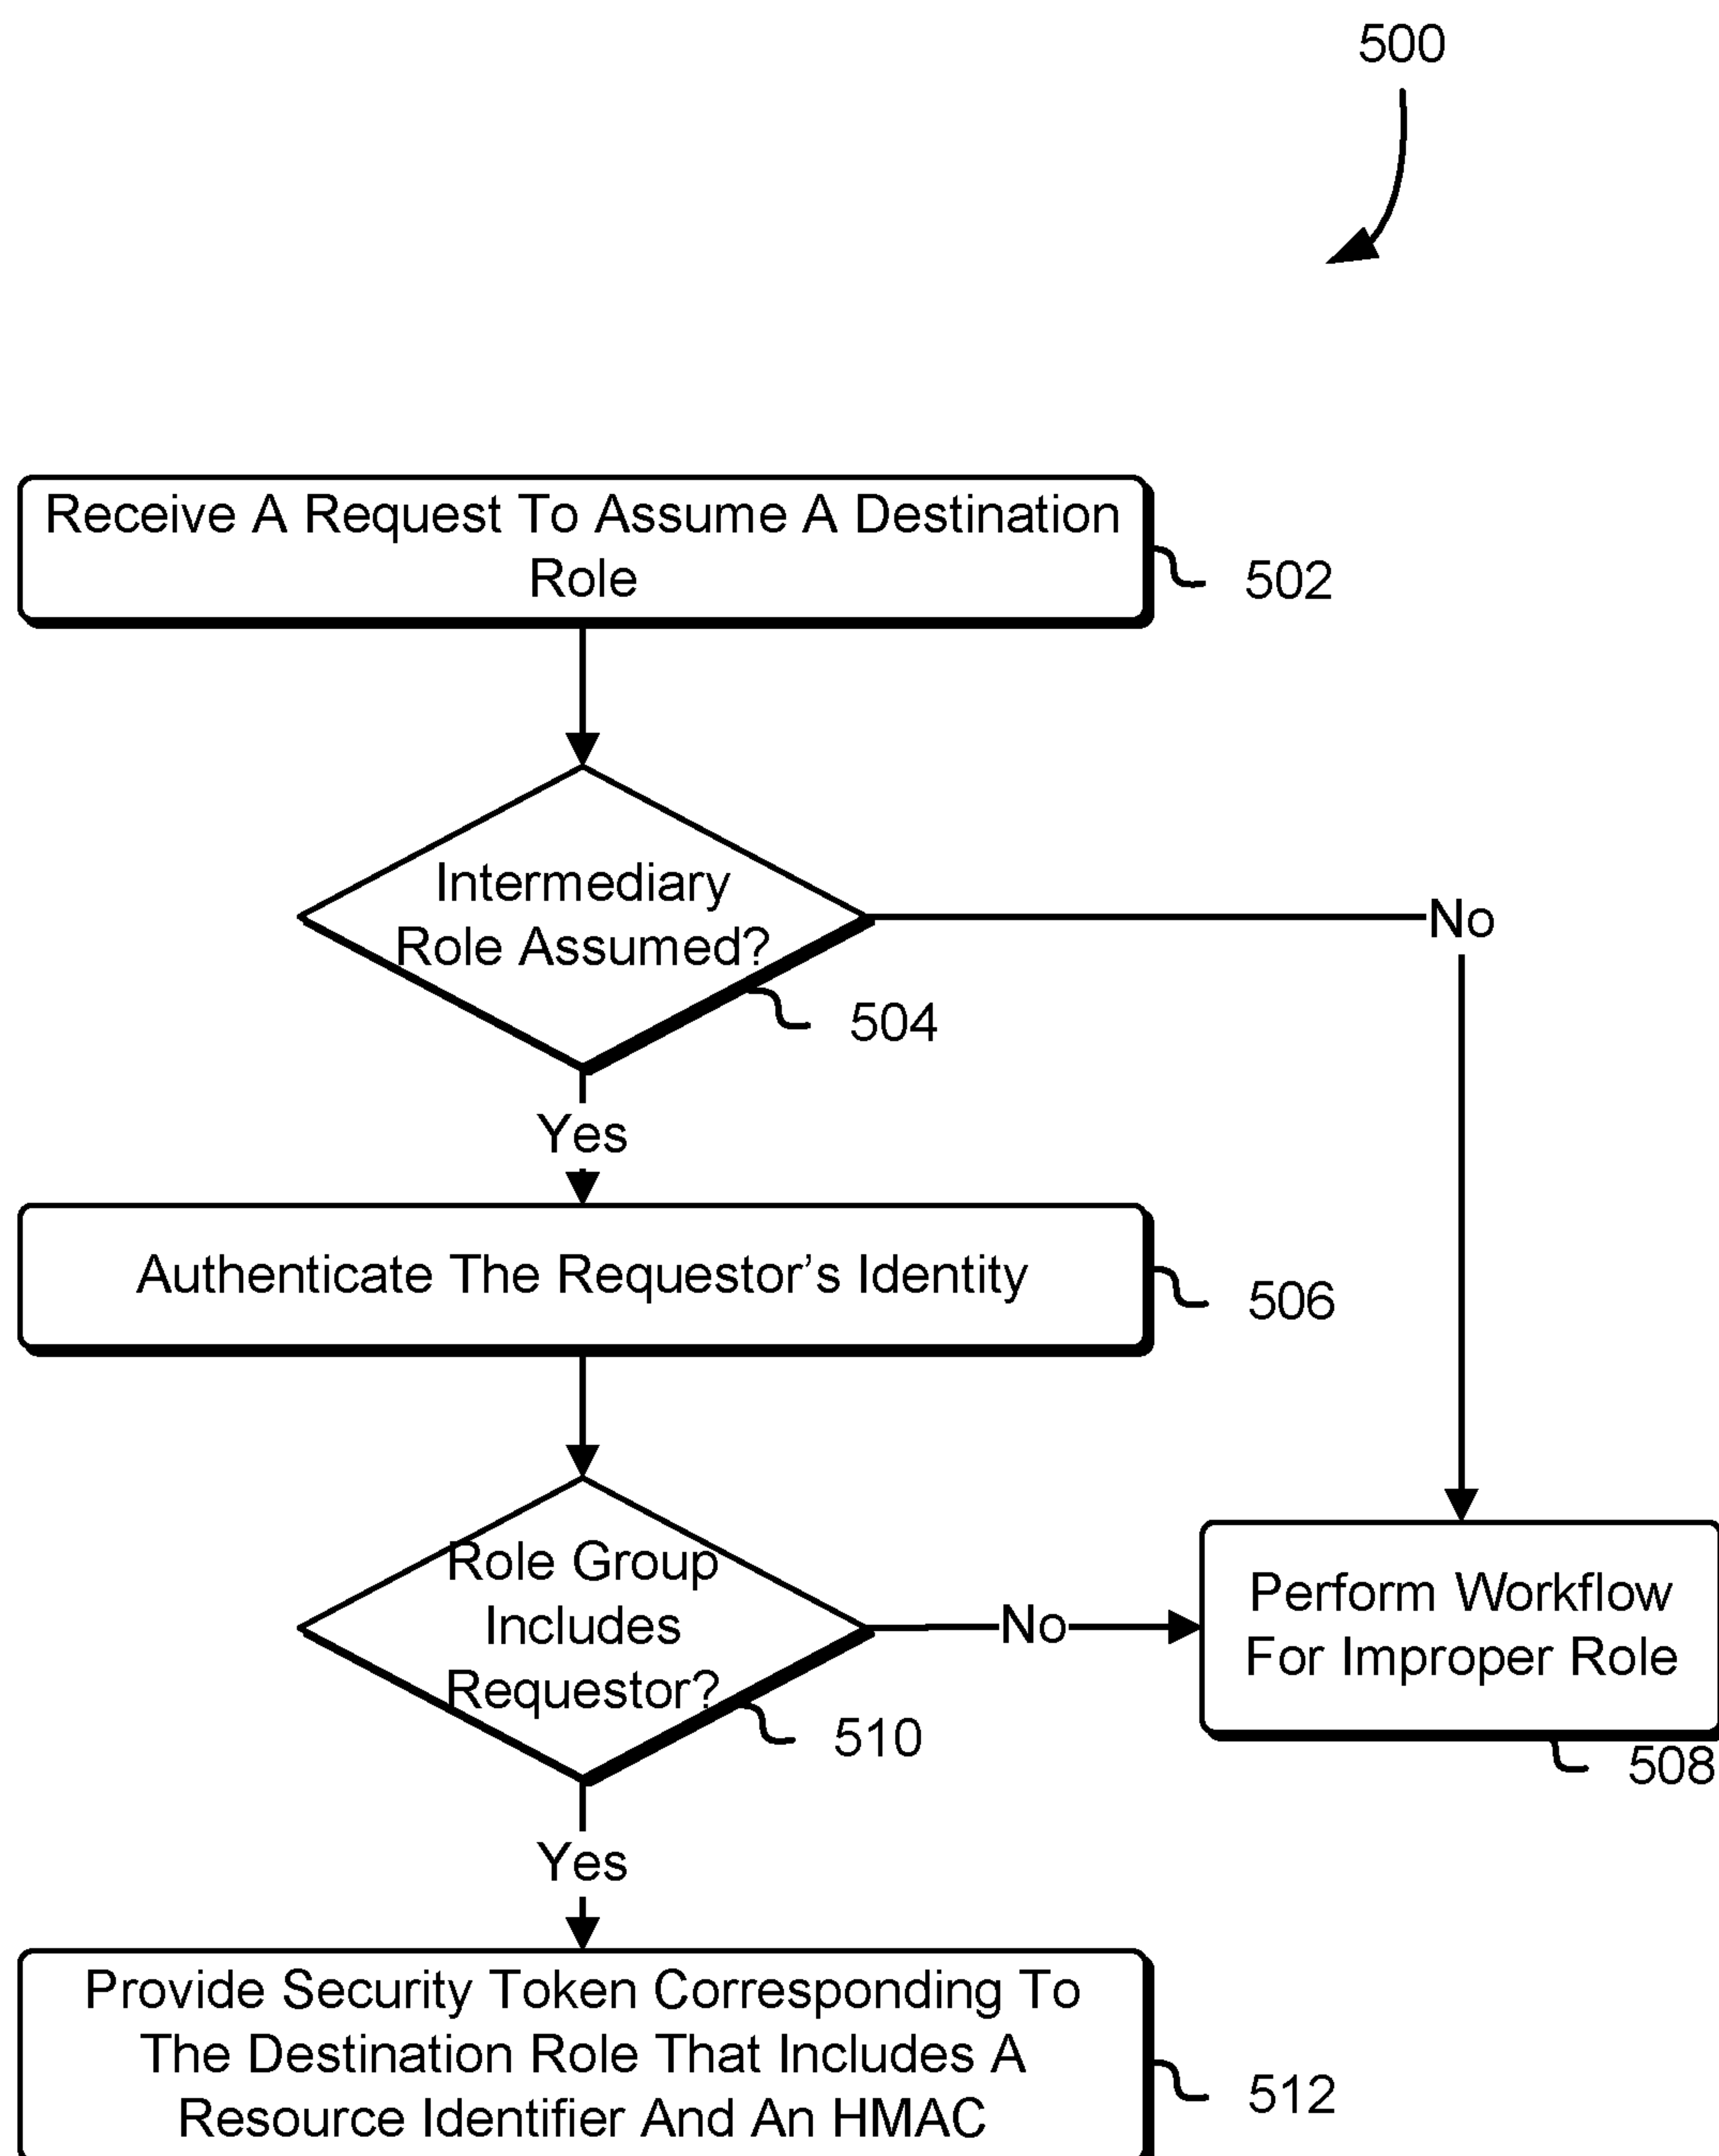 500
Receive A Request To Assume A Destination
Role
502
Intermediary
Role Assumed?
No
504
Yes
Authenticate The Requestor's Identity
506
Role Group
Includes
Requestor?
No
510
Perform Workflow
For Improper Role
508
Yes
Provide Security Token Corresponding To
The Destination Role That Includes A
Resource Identifier And An HMAC
512